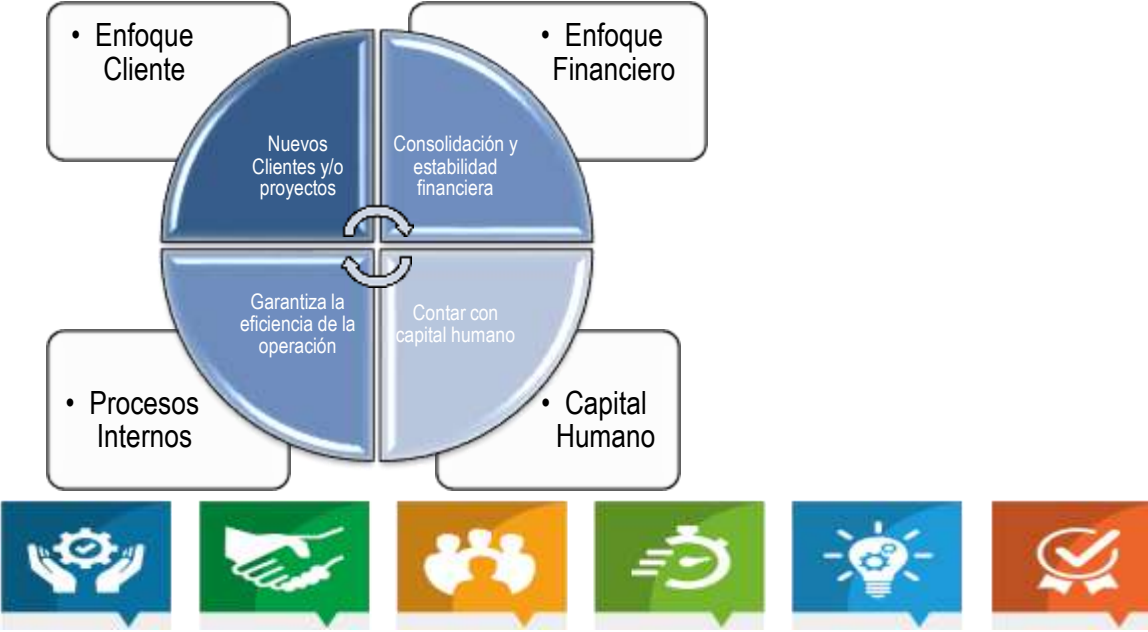 • Enfoque
Cliente
• Enfoque
Financiero
Nuevos
Clientes y/o
proyectos
Consolidación y
estabilidad
financiera
Garantiza la
eficiencia de la
operación
Contar con
capital humano
• Procesos
Internos
• Capital
Humano